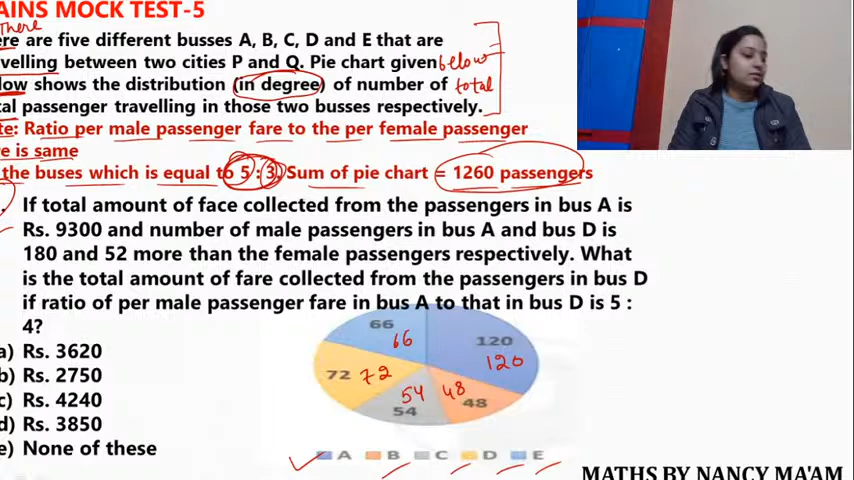 AINS MOCK TEST-5
There
ere are five different busses A, B, C, D and E that are
velling between two cities P and Q. Pie chart given below
low shows the distribution (in degree) of number of total
tal passenger travelling in those two busses respectively.
te: Ratio per male passenger fare to the per female passenger
re is same
the buses which is equal to 5 : 3) Sum of pie chart = 1260 passengers
. If total amount of face collected from the passengers in bus A is
Rs. 9300 and number of male passengers in bus A and bus D is
180 and 52 more than the female passengers respectively. What
is the total amount of fare collected from the passengers in bus D
if ratio of per male passenger fare in bus A to that in bus D is 5 :
4?
a) Rs. 3620
b) Rs. 2750
c) Rs. 4240
d) Rs. 3850
e) None of these
66
66
120
120
72
72
54
54
48
48
A B C D E
MATHS BY NANCY MA'AM